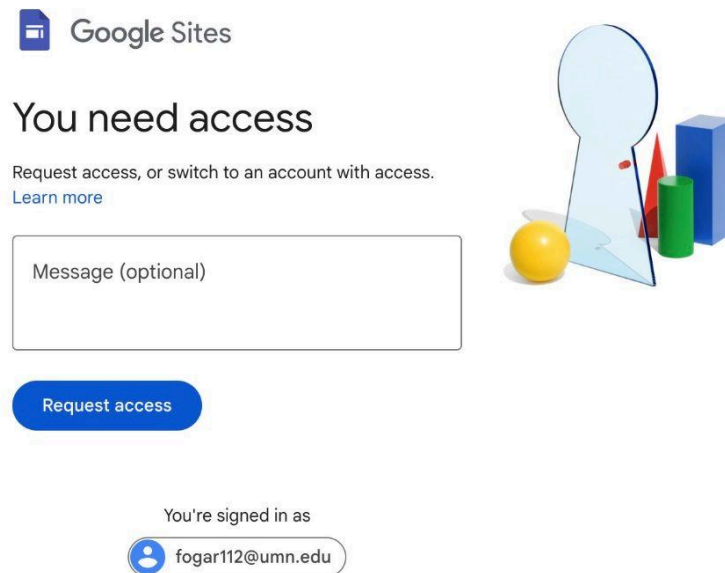 Google Sites
You need access
Request access, or switch to an account with access.
Learn more
Message (optional)
Request access
You're signed in as
fogar112@umn.edu